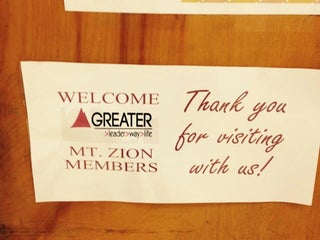 WELCOME
GREATER
>leader>way>life
MT. ZION
MEMBERS
Thank you
for visiting
with us!